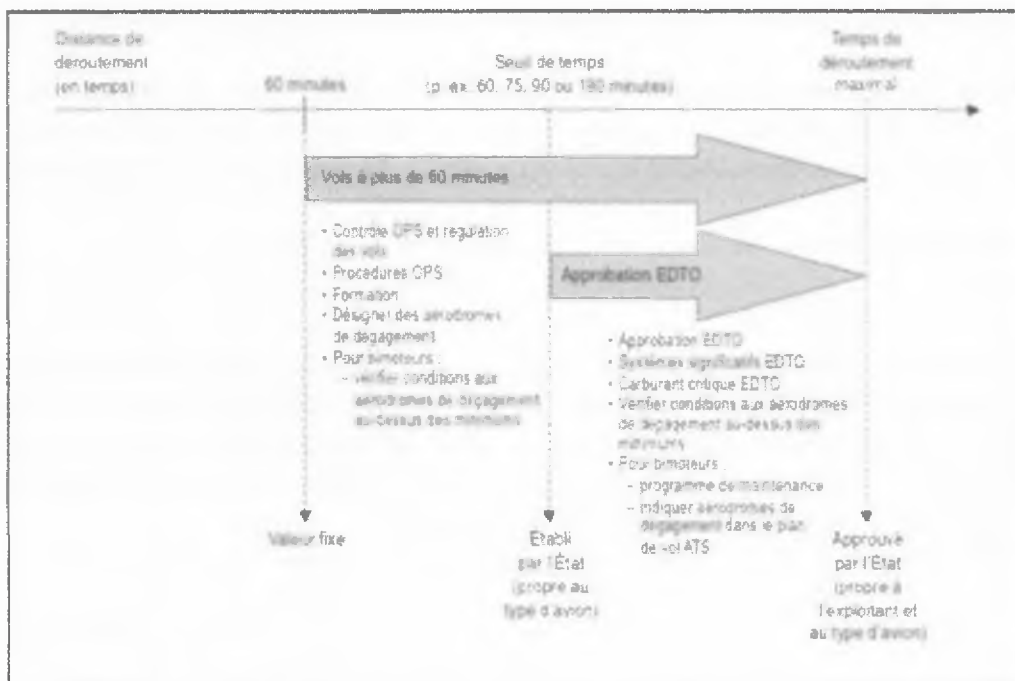 Distance de
déroutement
(en temps)
60 minutes
Seuil de temps
(p. ex. 60, 75, 90 ou 180 minutes)
Temps de
déroutement
maximal
Vols à plus de 60 minutes
• Contrôle OPS et régulation
des vols
• Procédures OPS
• Formation
• Désigner des aérodromes
de dégagement
• Pour bimoteurs :
– vérifier conditions aux
aérodromes de dégagement
au-dessus des minimums
Approbation EDTO
• Approbation EDTO
• Systèmes significatifs EDTO
• Carburant critique EDTO
• Vérifier conditions aux aérodromes
de dégagement au-dessus des
minimums
• Pour bimoteurs :
– programme de maintenance
– indiquer aérodromes de
dégagement dans le plan
de vol ATS
Valeur fixe
Établi
par l'État
(propre au
type d'avion)
Approuvé
par l'État
(propre à
l'exploitant et
au type d'avion)